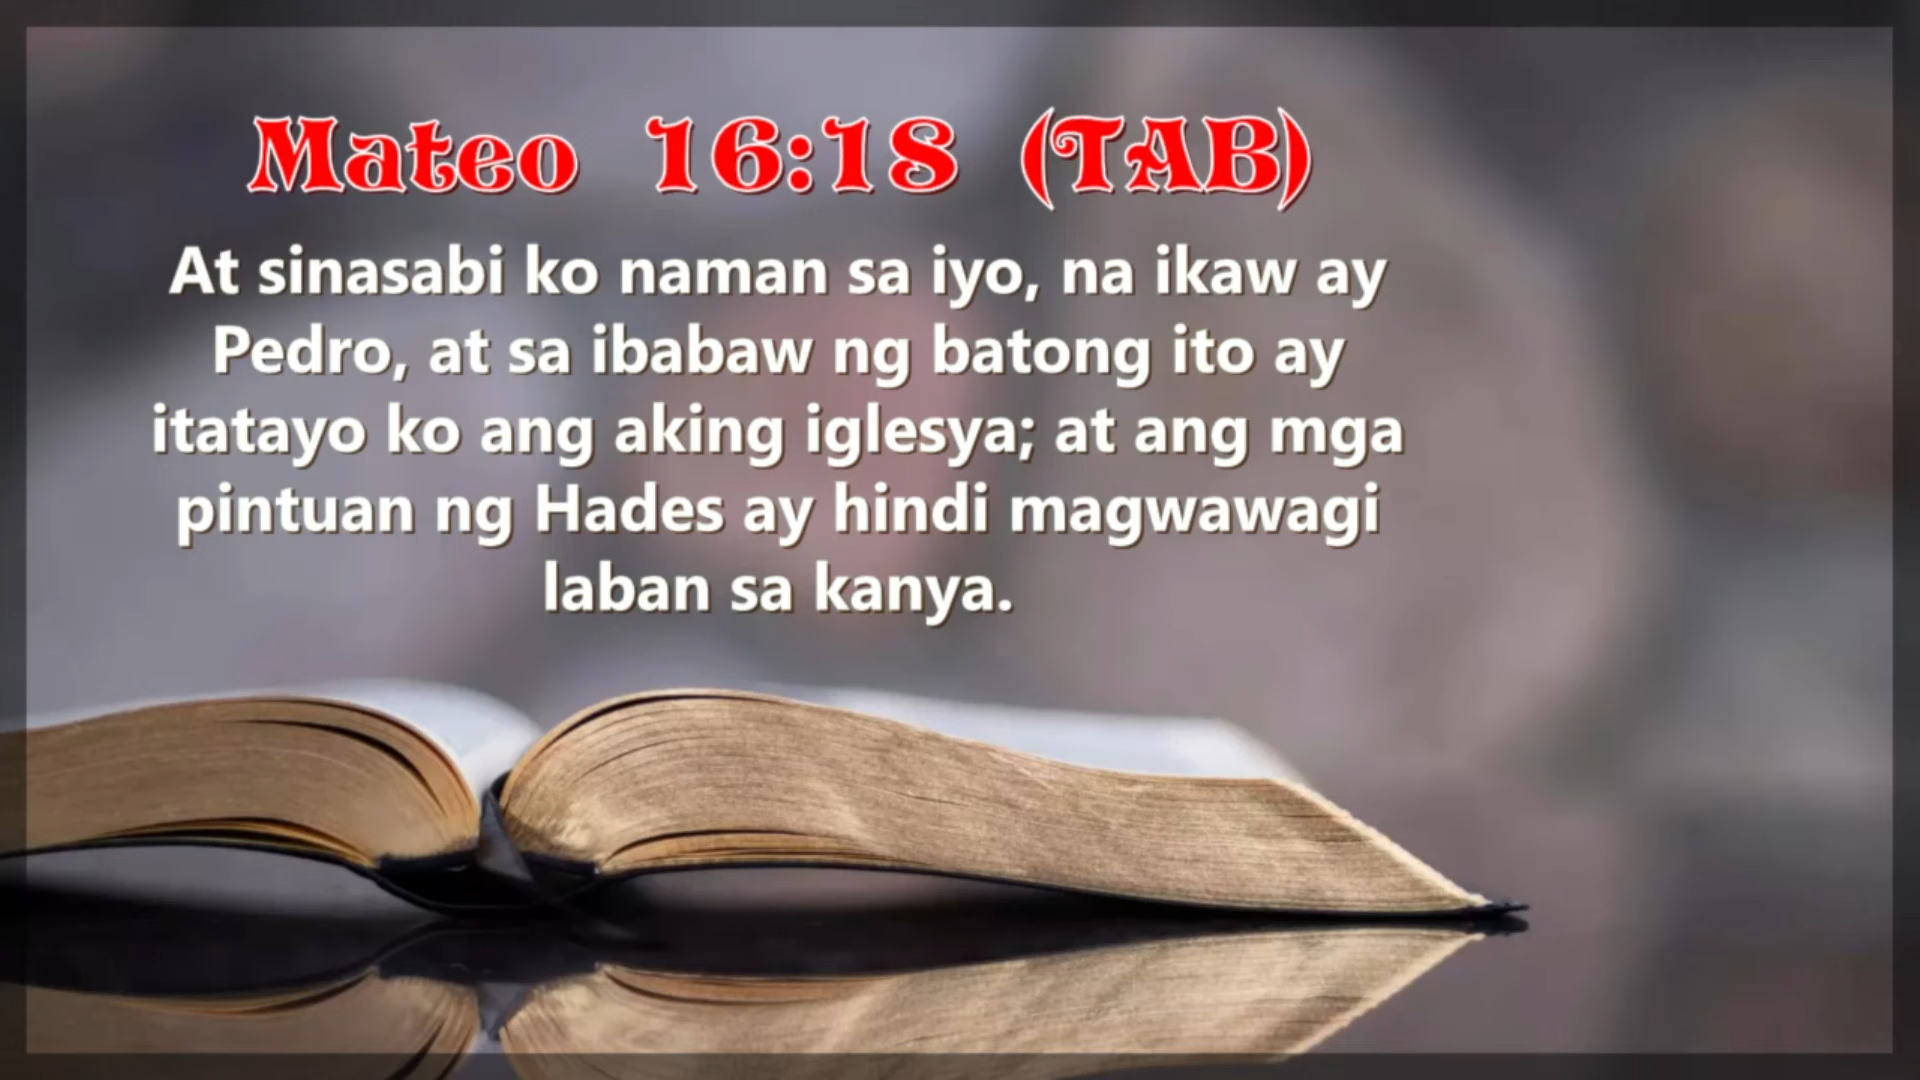 Mateo 16:18 (TAB)
At sinasabi ko naman sa iyo, na ikaw ay
Pedro, at sa ibabaw ng batong ito ay
itatayo ko ang aking iglesya; at ang mga
pintuan ng Hades ay hindi magwawagi
laban sa kanya.